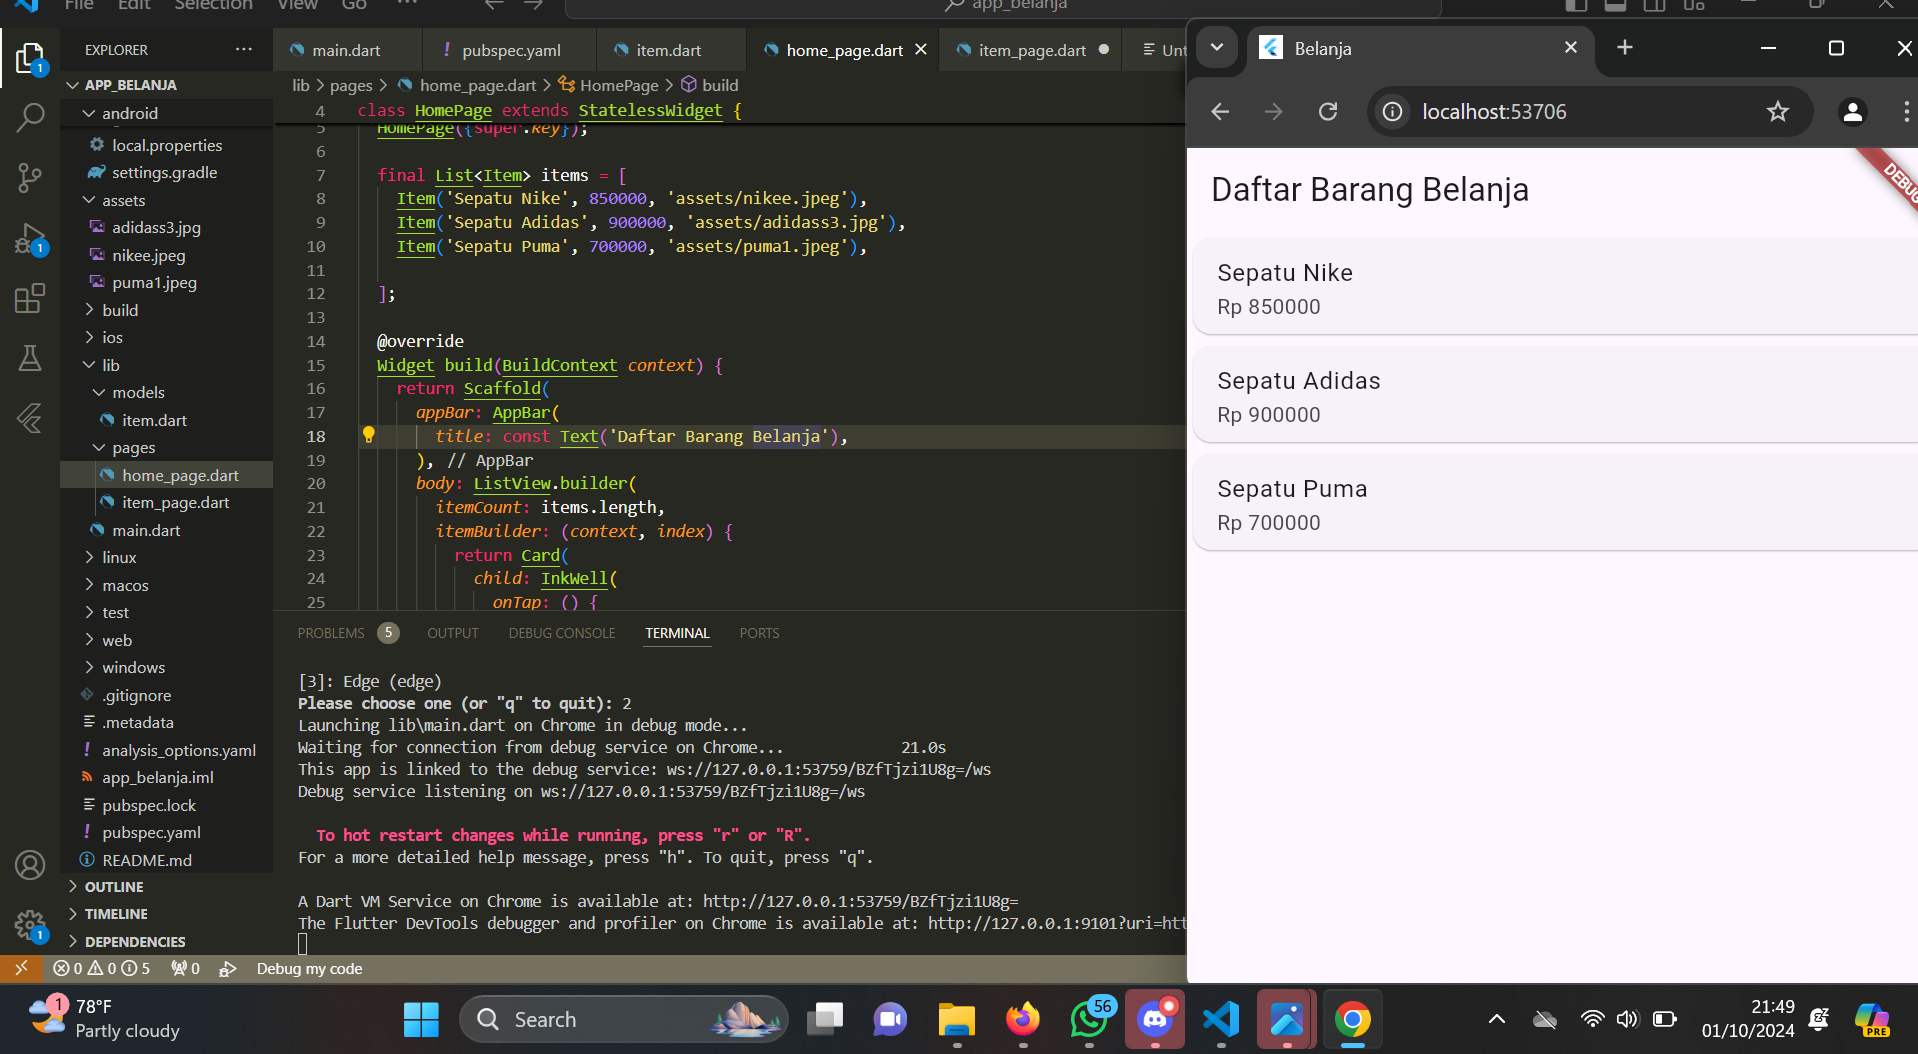 File Edit Selection View Go ···
app_belanja
EXPLORER ···
1
APP_BELANJA
android
local.properties
settings.gradle
assets
adidass3.jpg
nikee.jpeg
puma1.jpeg
build
ios
lib
models
item.dart
pages
home_page.dart
item_page.dart
main.dart
linux
macos
test
web
windows
.gitignore
.metadata
analysis_options.yaml
app_belanja.iml
pubspec.lock
pubspec.yaml
README.md
OUTLINE
TIMELINE
DEPENDENCIES
1
1
main.dart
pubspec.yaml
item.dart
home_page.dart
item_page.dart
Unt
lib > pages > home_page.dart > HomePage > build
4 class HomePage extends StatelessWidget {
5 HomePage({super.key});
6
7 final List<Item> items = [
8 Item('Sepatu Nike', 850000, 'assets/nikee.jpeg'),
9 Item('Sepatu Adidas', 900000, 'assets/adidass3.jpg'),
10 Item('Sepatu Puma', 700000, 'assets/puma1.jpeg'),
11
12 ];
13
14 @override
15 Widget build(BuildContext context) {
16 return Scaffold(
17 appBar: AppBar(
18 title: const Text('Daftar Barang Belanja'),
19 ), // AppBar
20 body: ListView.builder(
21 itemCount: items.length,
22 itemBuilder: (context, index) {
23 return Card(
24 child: InkWell(
25 onTap: () {
PROBLEMS 5 OUTPUT DEBUG CONSOLE TERMINAL PORTS
[3]: Edge (edge)
Please choose one (or "q" to quit): 2
Launching lib\main.dart on Chrome in debug mode...
Waiting for connection from debug service on Chrome... 21.0s
This app is linked to the debug service: ws://127.0.0.1:53759/BZfTjzi1U8g=/ws
Debug service listening on ws://127.0.0.1:53759/BZfTjzi1U8g=/ws
To hot restart changes while running, press "r" or "R".
For a more detailed help message, press "h". To quit, press "q".
A Dart VM Service on Chrome is available at: http://127.0.0.1:53759/BZfTjzi1U8g=
The Flutter DevTools debugger and profiler on Chrome is available at: http://127.0.0.1:9101?uri=htt
0 0 5 0 Debug my code
Belanja
localhost:53706
DEBUG
Daftar Barang Belanja
Sepatu Nike
Rp 850000
Sepatu Adidas
Rp 900000
Sepatu Puma
Rp 700000
1
78°F
Partly cloudy
Search
56
21:49
01/10/2024
PRE